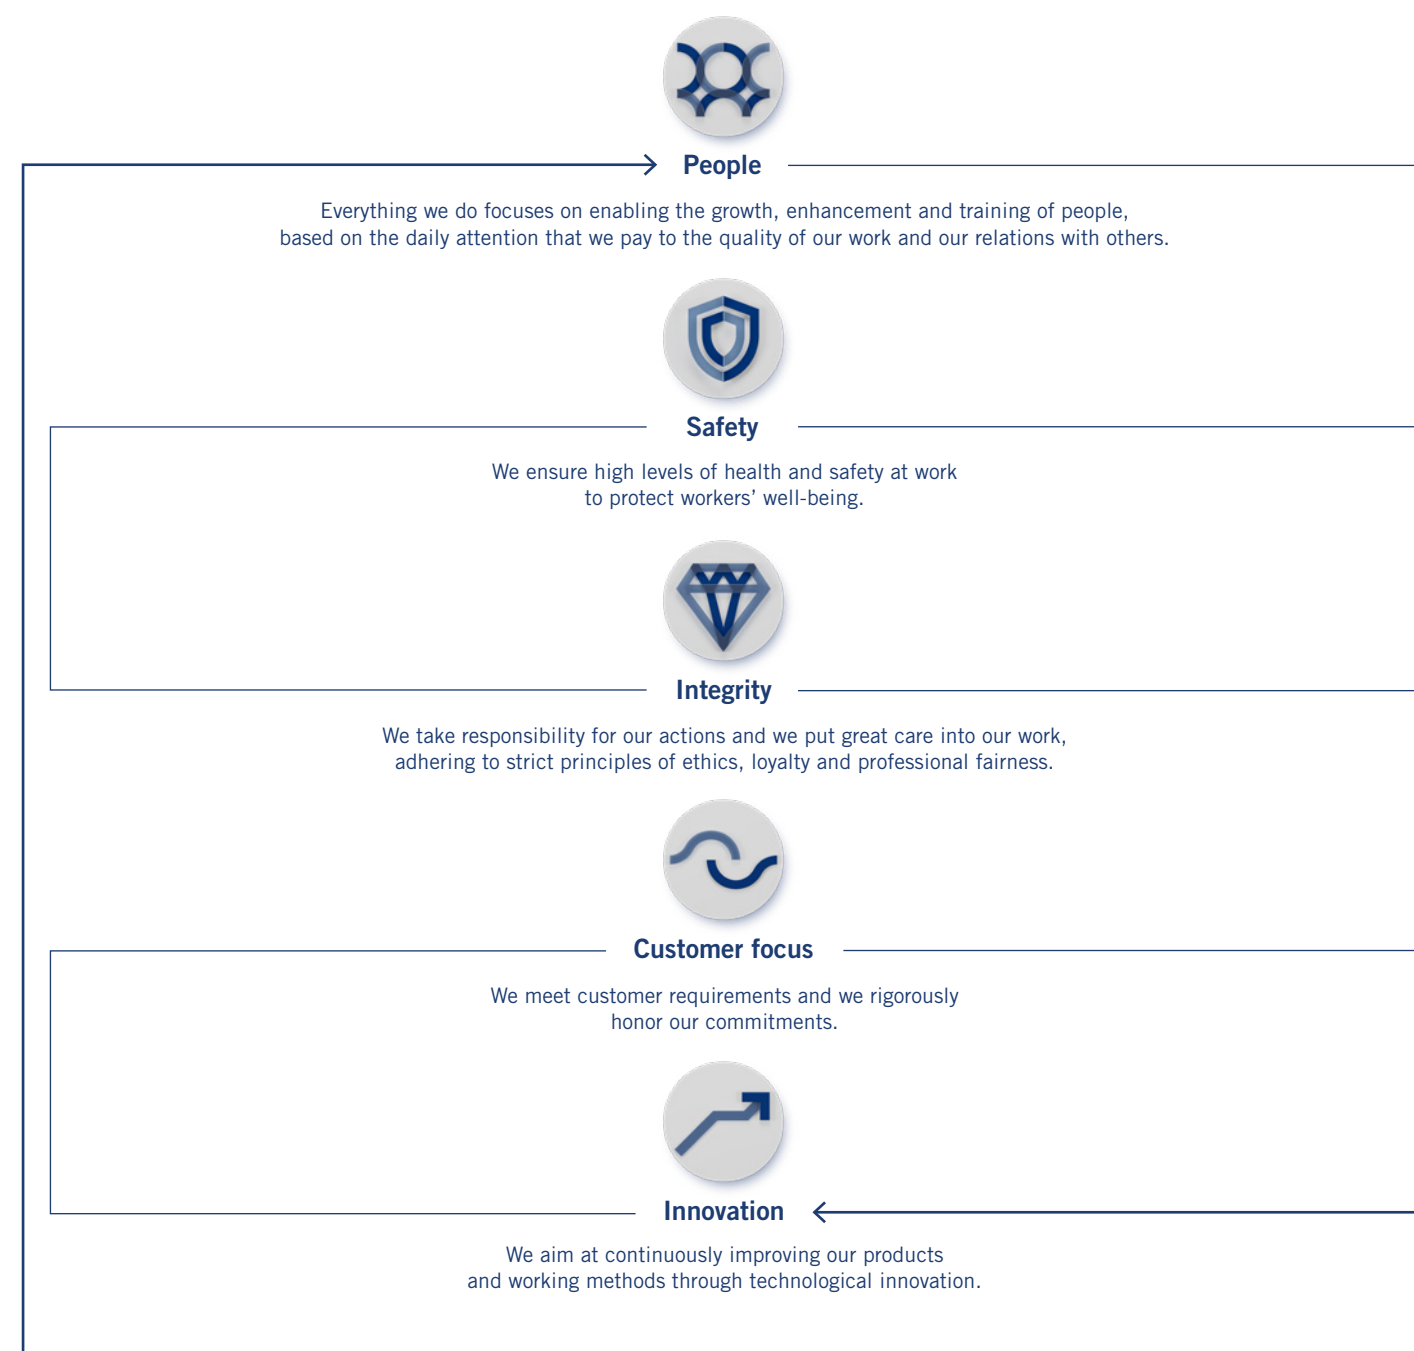 People
Everything we do focuses on enabling the growth, enhancement and training of people,
based on the daily attention that we pay to the quality of our work and our relations with others.
Safety
We ensure high levels of health and safety at work
to protect workers’ well-being.
Integrity
We take responsibility for our actions and we put great care into our work,
adhering to strict principles of ethics, loyalty and professional fairness.
Customer focus
We meet customer requirements and we rigorously
honor our commitments.
Innovation
We aim at continuously improving our products
and working methods through technological innovation.